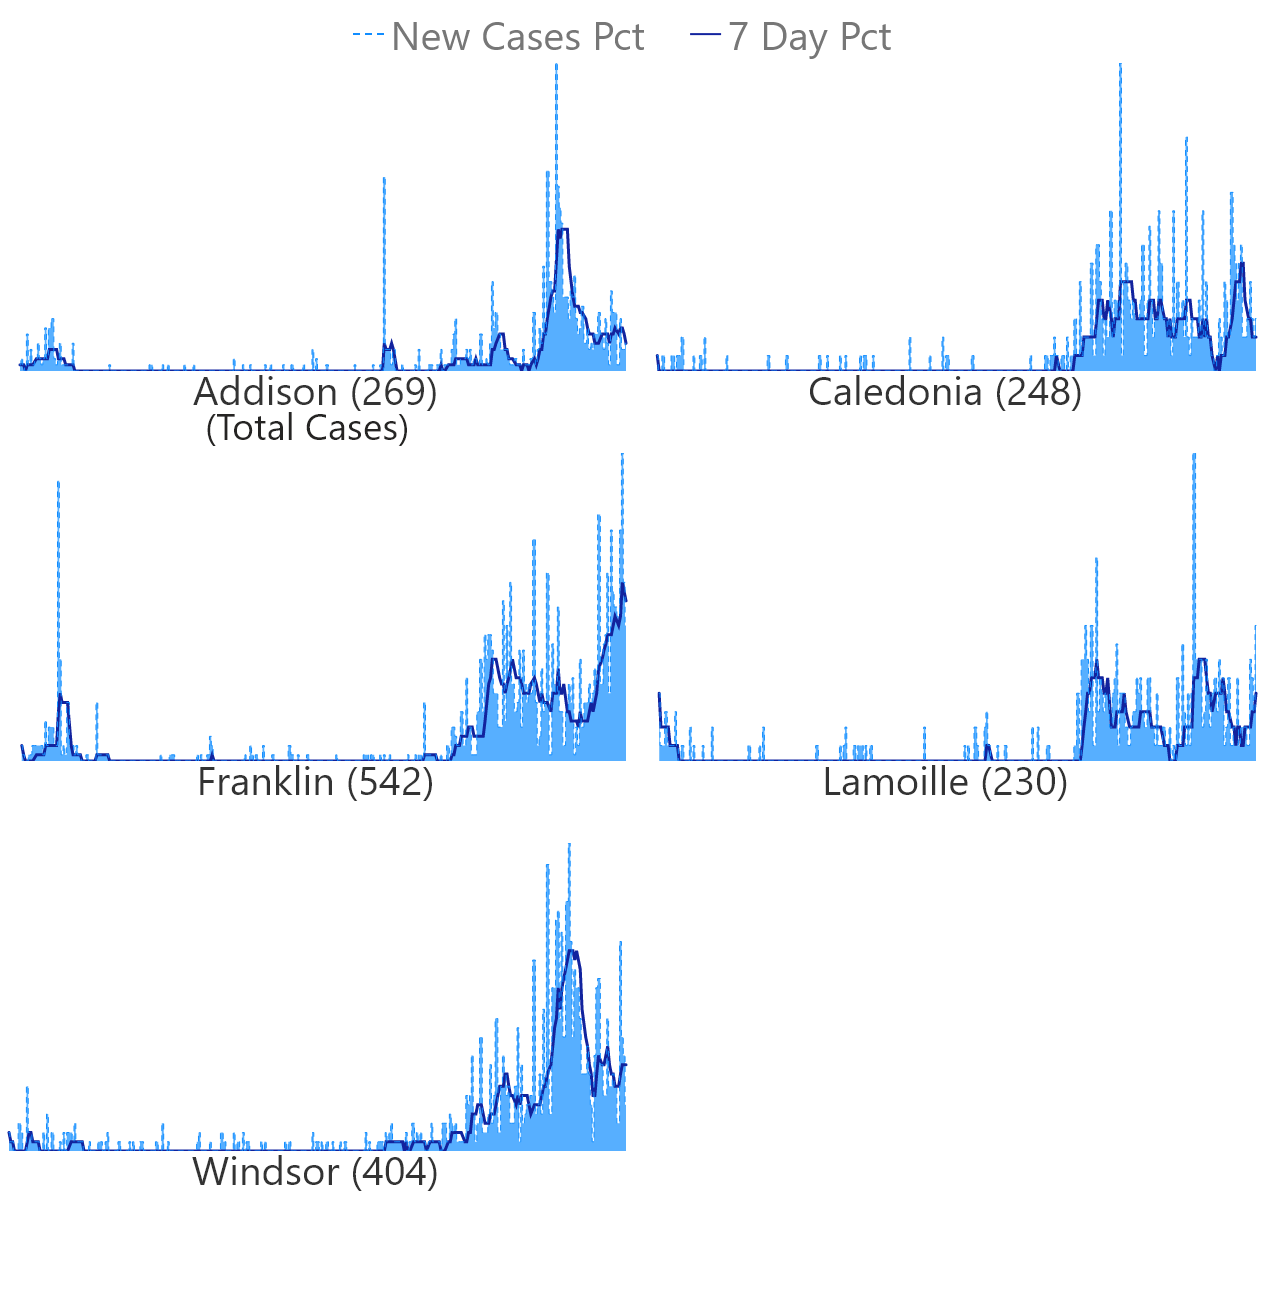 New Cases Pct 7 Day Pct
Addison (269) Caledonia (248)
(Total Cases)
Franklin (542) Lamoille (230)
Windsor (404)